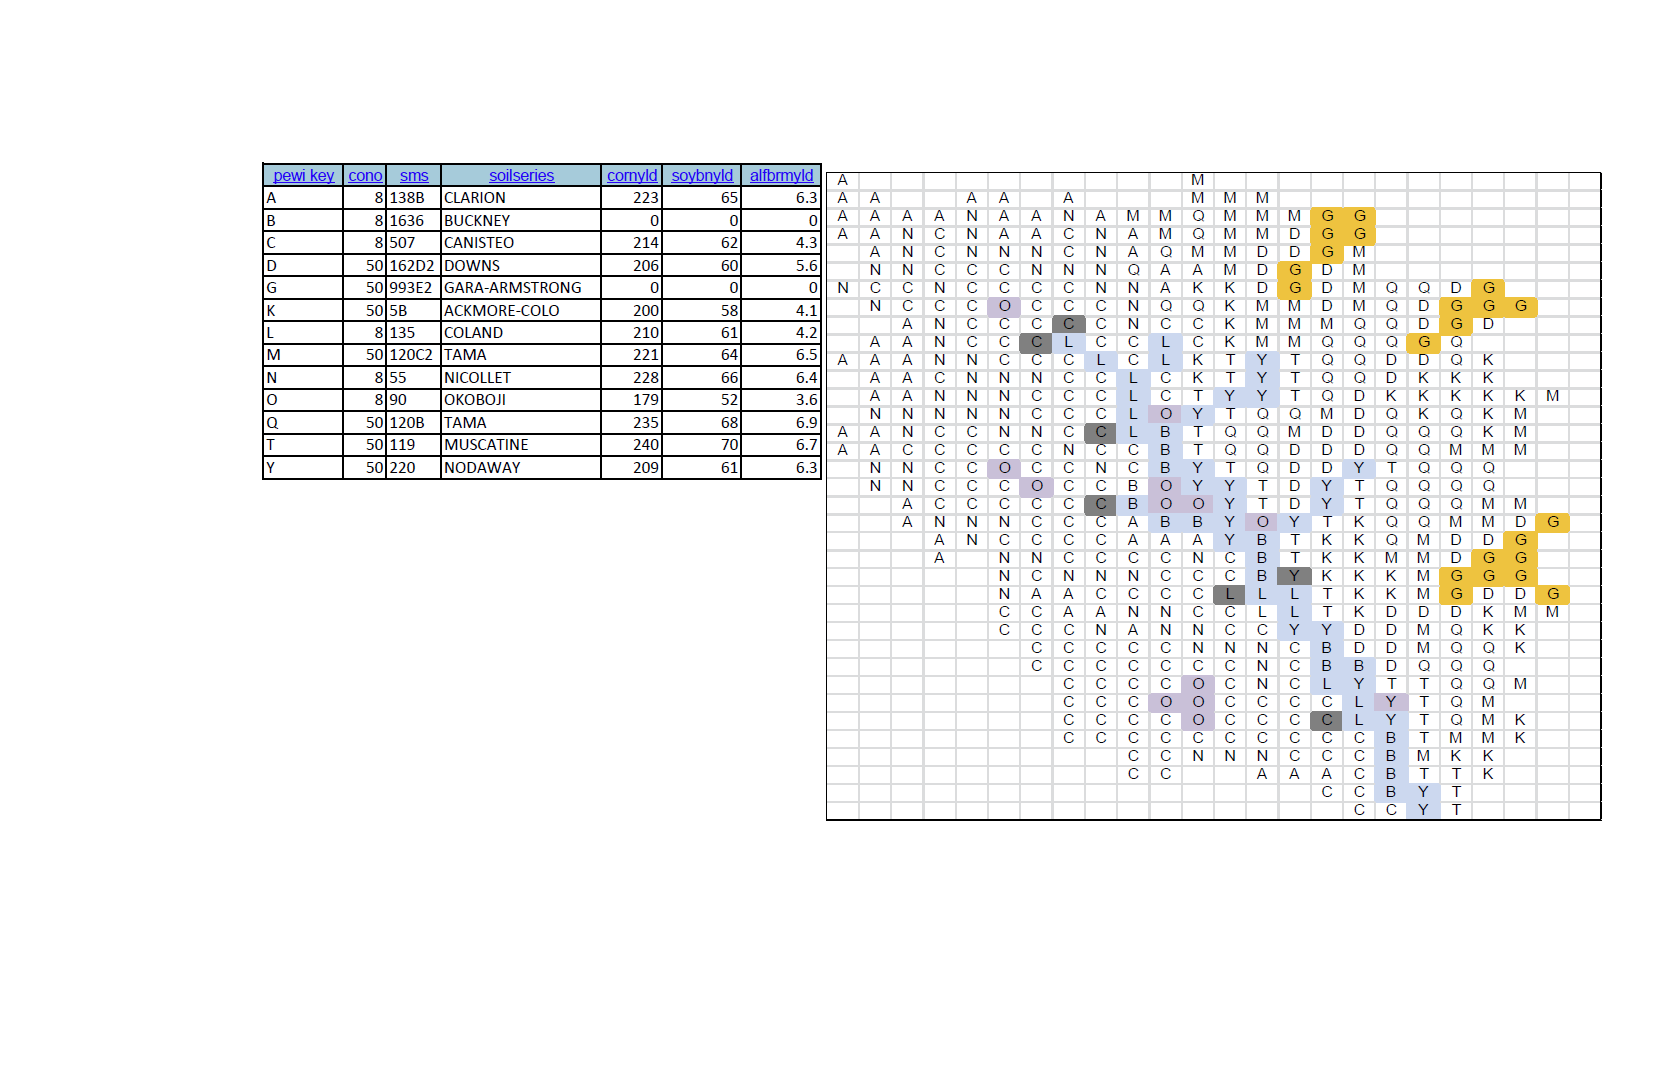 pewi key cono sms soilseries cornyld soybnyld alfbrmyld
A 8 138B CLARION 223 65 6.3
B 8 1636 BUCKNEY 0 0 0
C 8 507 CANISTEO 214 62 4.3
D 50 162D2 DOWNS 206 60 5.6
G 50 993E2 GARA-ARMSTRONG 0 0 0
K 50 5B ACKMORE-COLO 200 58 4.1
L 8 135 COLAND 210 61 4.2
M 50 120C2 TAMA 221 64 6.5
N 8 55 NICOLLET 228 66 6.4
O 8 90 OKOBOJI 179 52 3.6
Q 50 120B TAMA 235 68 6.9
T 50 119 MUSCATINE 240 70 6.7
Y 50 220 NODAWAY 209 61 6.3
A M
A A A A A M M M
A A A A N A A N A M M Q M M M G G
A A N C N A A C N A M Q M M D G G
A N C N N N C N A Q M M D D G M
N N C C C N N N Q A A M D G D M
N C C N C C C C N N A K K D G D M Q Q D G
N C C C O C C C N Q Q K M M D M Q D G G G
A N C C C C C N C C K M M M Q Q D G D
A A N C C C L C C L C K M M Q Q Q G Q
A A A N N C C C L C L K T Y T Q Q D D Q K
A A C N N N C C L C K T Y T Q Q D K K K
A A N N N C C C L C T Y Y T Q D K K K K K M
N N N N N C C C L O Y T Q Q M D Q K Q K M
A A N C C N N C C L B T Q Q M D D Q Q Q K M
A A C C C C C N C C B T Q Q D D D Q Q M M M
N N C C O C C N C B Y T Q D D Y T Q Q Q
N N C C C O C C B O Y Y T D Y T Q Q Q Q
A C C C C C C B O O Y T D Y T Q Q Q M M
A N N N C C C A B B Y O Y T K Q Q M M D G
A N C C C C A A A Y B T K K Q M D D G
A N N C C C C N C B T K K M M D G G
N C N N N C C C B Y K K K M G G G
N A A C C C C L L L T K K M G D D G
C C A A N N C C L L T K D D D K M M
C C C N A N N C C Y Y D D M Q K K
C C C C C N N N C B D D M Q Q K
C C C C C C C N C B B D Q Q Q
C C C C O C N C L Y T T Q Q M
C C C O O C C C C L Y T Q M
C C C C O C C C C L Y T Q M K
C C C C C C C C C C B T M M K
C C N N N C C C B M K K
C C A A A C B T T K
C C B Y T
C C Y T